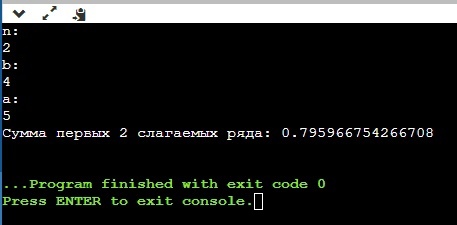 n:
2
b:
4
a:
5
Сумма первых 2 слагаемых ряда: 0.795966754266708
...Program finished with exit code 0
Press ENTER to exit console.